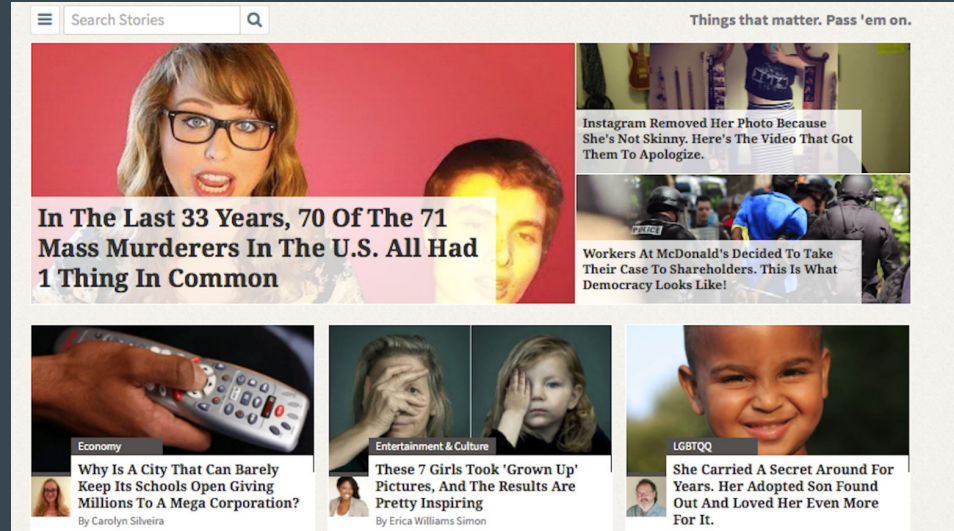 Search Stories
Things that matter. Pass 'em on.
In The Last 33 Years, 70 Of The 71
Mass Murderers In The U.S. All Had
1 Thing In Common
Instagram Removed Her Photo Because
She's Not Skinny. Here's The Video That Got
Them To Apologize.
POLICE
Workers At McDonald's Decided To Take
Their Case To Shareholders. This Is What
Democracy Looks Like!
Economy
Why Is A City That Can Barely
Keep Its Schools Open Giving
Millions To A Mega Corporation?
By Carolyn Silveira
Entertainment & Culture
These 7 Girls Took 'Grown Up'
Pictures, And The Results Are
Pretty Inspiring
By Erica Williams Simon
LGBTQQ
She Carried A Secret Around For
Years. Her Adopted Son Found
Out And Loved Her Even More
For It.